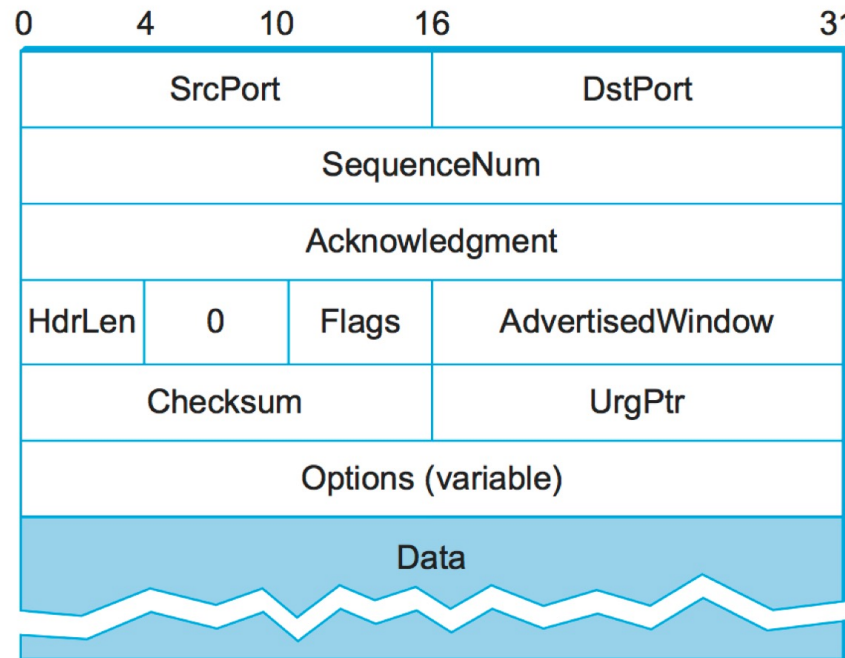 0 4 10 16 31
SrcPort DstPort
SequenceNum
Acknowledgment
HdrLen 0 Flags AdvertisedWindow
Checksum UrgPtr
Options (variable)
Data